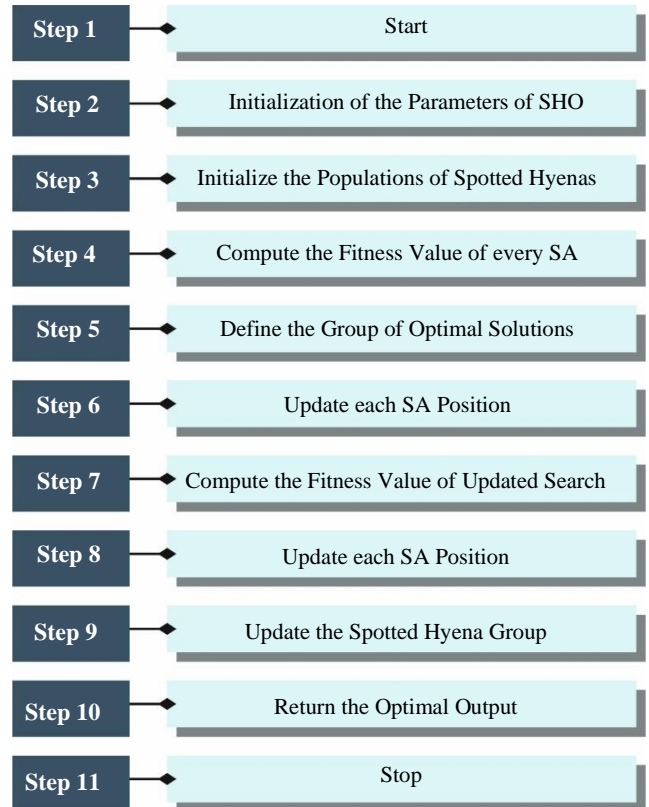 Step 1 Start
Step 2 Initialization of the Parameters of SHO
Step 3 Initialize the Populations of Spotted Hyenas
Step 4 Compute the Fitness Value of every SA
Step 5 Define the Group of Optimal Solutions
Step 6 Update each SA Position
Step 7 Compute the Fitness Value of Updated Search
Step 8 Update each SA Position
Step 9 Update the Spotted Hyena Group
Step 10 Return the Optimal Output
Step 11 Stop